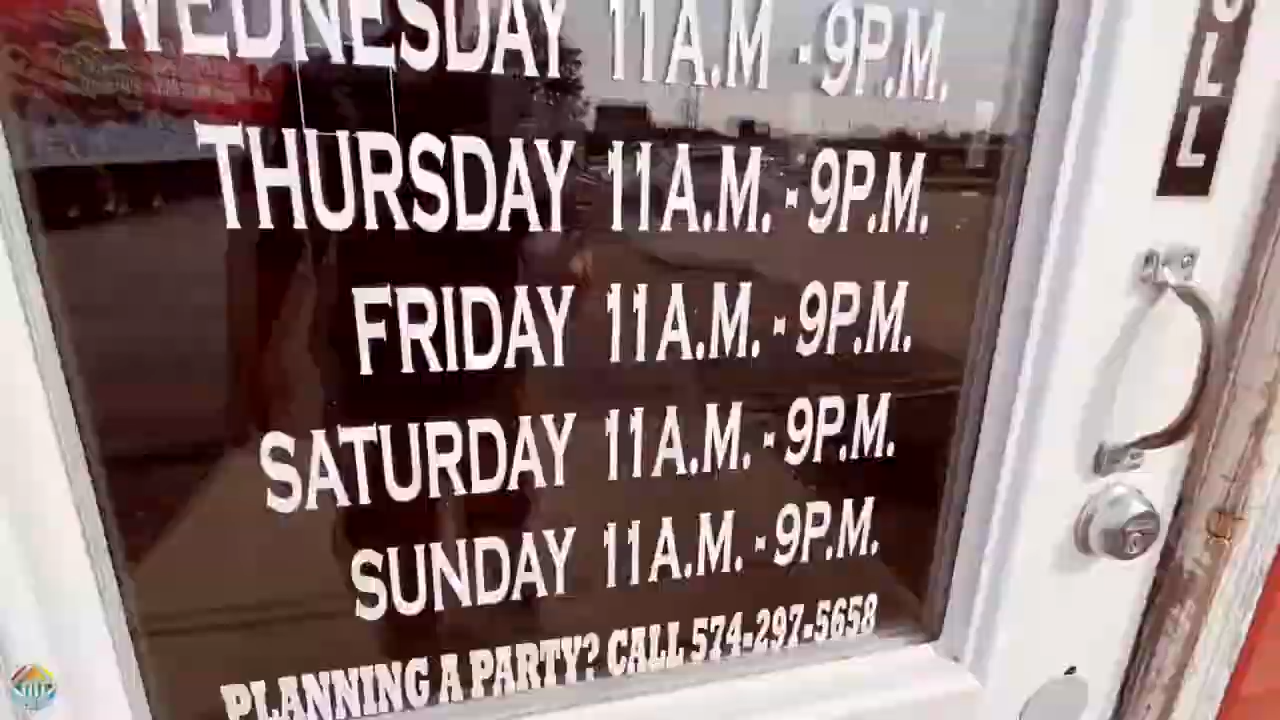 WEDNESDAY 11A.M - 9P.M.
THURSDAY 11A.M. - 9P.M.
FRIDAY 11A.M. - 9P.M.
SATURDAY 11A.M. - 9P.M.
SUNDAY 11A.M. - 9P.M.
PLANNING A PARTY? CALL 574-297-5658